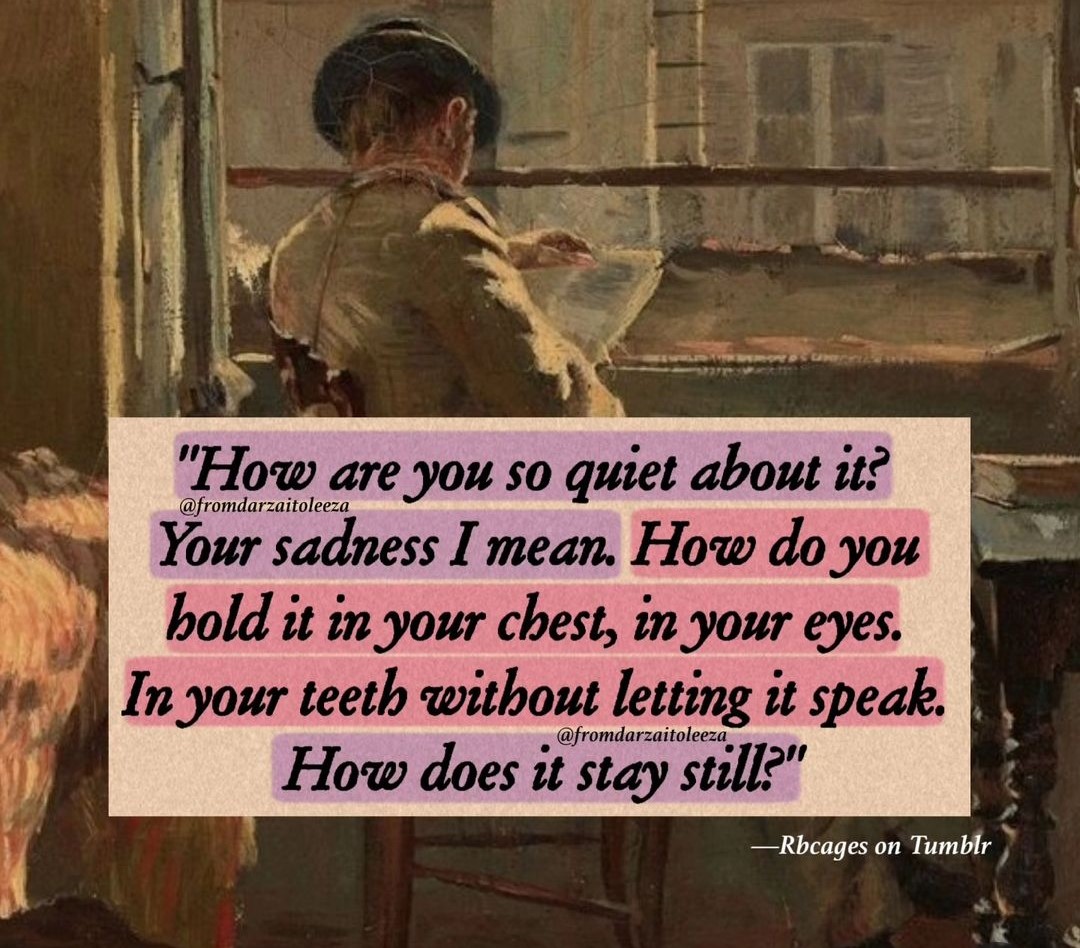 "How are you so quiet about it?
@fromdarzaitoleeza
Your sadness I mean. How do you
hold it in your chest, in your eyes.
In your teeth without letting it speak.
@fromdarzaitoleeza
How does it stay still?"
—Rbcages on Tumblr